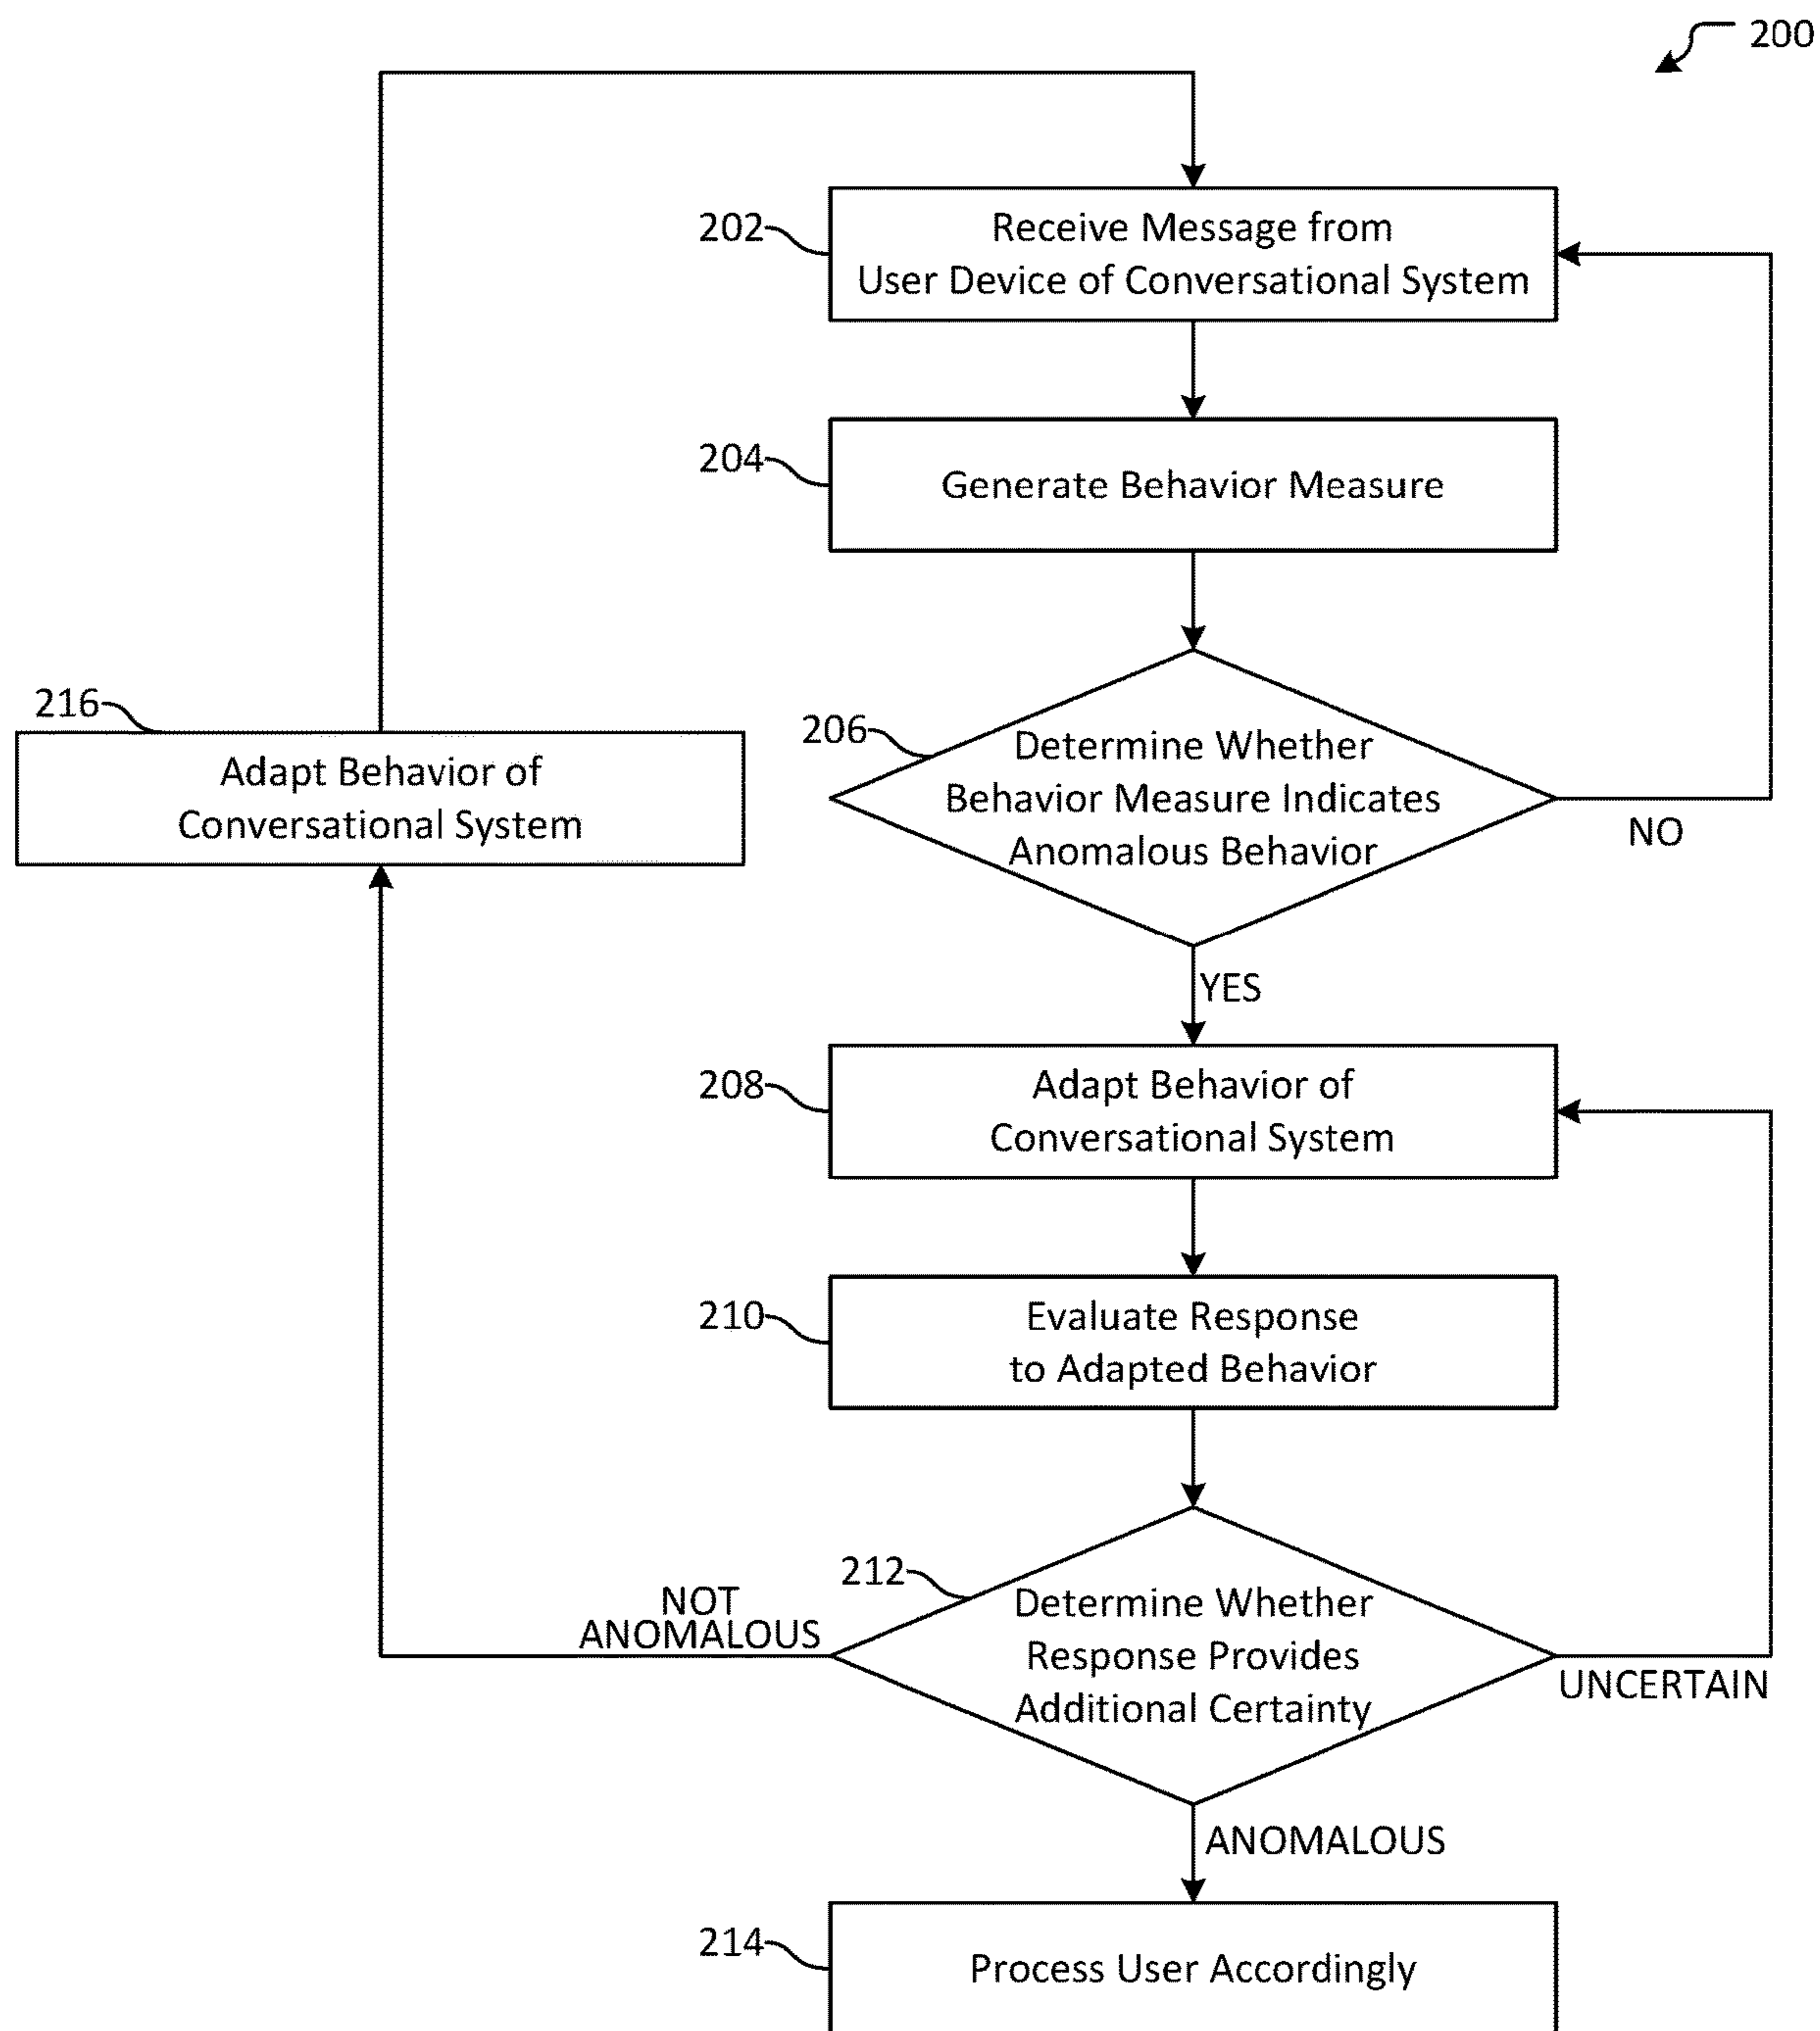 200
202
Receive Message from
User Device of Conversational System
204
Generate Behavior Measure
216
Adapt Behavior of
Conversational System
206
Determine Whether
Behavior Measure Indicates
Anomalous Behavior
NO
YES
208
Adapt Behavior of
Conversational System
210
Evaluate Response
to Adapted Behavior
212
Determine Whether
Response Provides
Additional Certainty
NOT
ANOMALOUS
UNCERTAIN
ANOMALOUS
214
Process User Accordingly